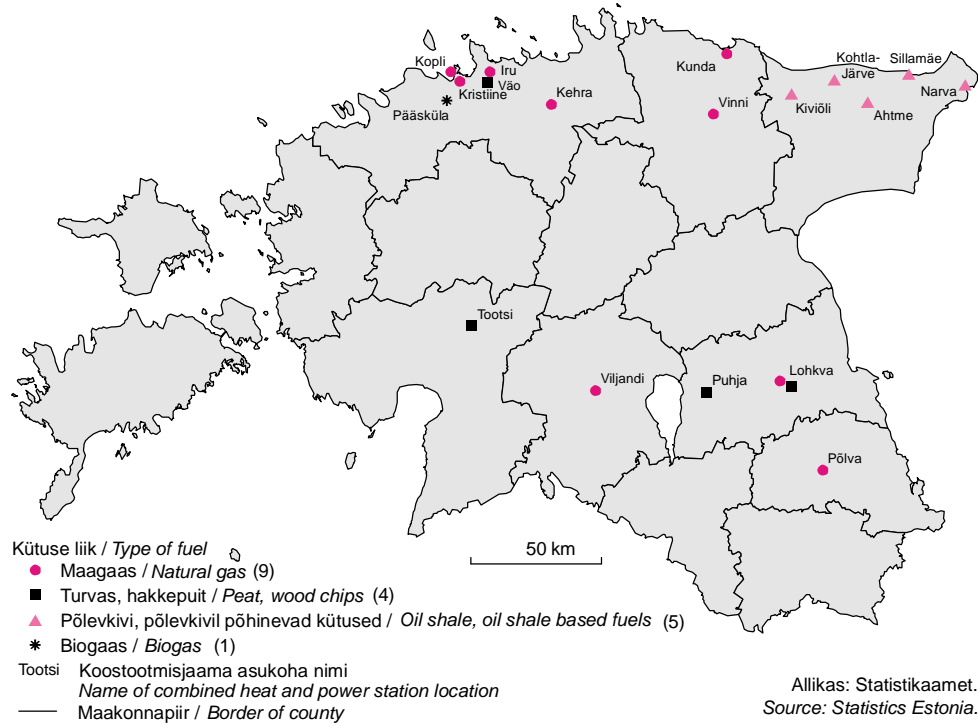 Kopli
Iru
Väo
Kristiine
Pääsküla
Kehra
Kunda
Vinni
Kohtla-
Järve
Sillamäe
Kiviõli
Ahtme
Narva
Tootsi
Viljandi
Puhja
Lohkva
Põlva
50 km
Kütuse liik / Type of fuel
Maagaas / Natural gas (9)
Turvas, hakkepuit / Peat, wood chips (4)
Põlevkivi, põlevkivil põhinevad kütused / Oil shale, oil shale based fuels (5)
Biogaas / Biogas (1)
Tootsi Koostootmisjaama asukoha nimi
Name of combined heat and power station location
Maakonnapiir / Border of county
Allikas: Statistikaamet.
Source: Statistics Estonia.